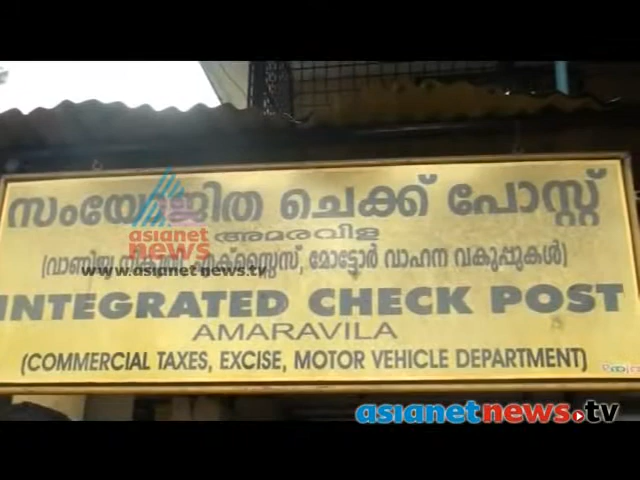 സംയോജിത ചെക്ക് പോസ്റ്റ്
അമരവിള
asianet
news
(വാണിജ്യ നികുതി, എക്സൈസ്, മോട്ടോർ വാഹന വകുപ്പുകൾ)
www.asianetnews.tv
INTEGRATED CHECK POST
AMARAVILA
(COMMERCIAL TAXES, EXCISE, MOTOR VEHICLE DEPARTMENT)
asianetnews.tv